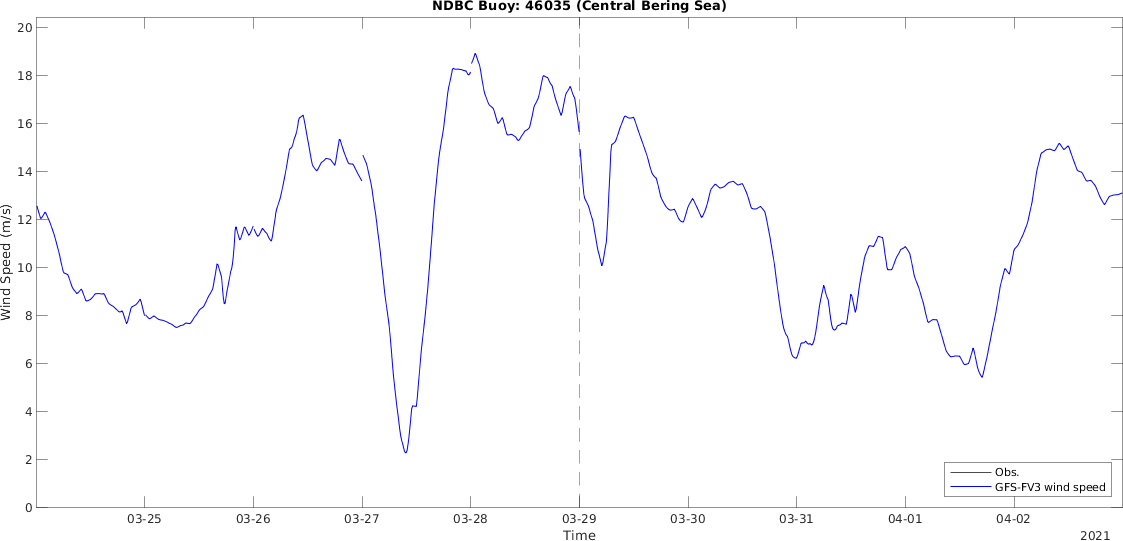 NDBC Buoy: 46035 (Central Bering Sea)
20
18
16
14
12
10
8
6
4
2
0
Wind Speed (m/s)
03-25 03-26 03-27 03-28 03-29 03-30 03-31 04-01 04-02
Time
2021
Obs.
GFS-FV3 wind speed